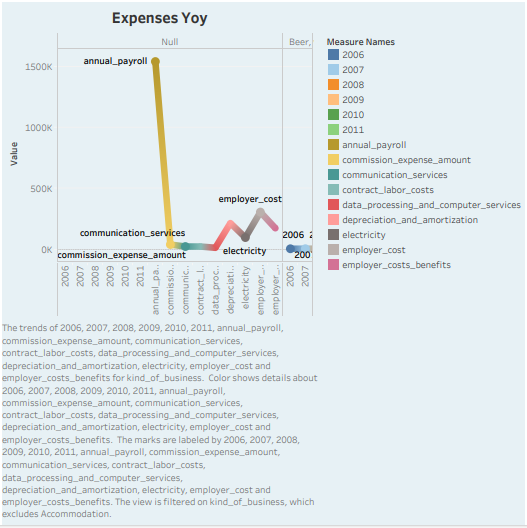 Expenses Yoy
Null
Beer,
Value
1500K
1000K
500K
0K
annual_payroll
communication_services
commission_expense_amount
employer_cost
electricity
2006 2
2007
2006
2007
2008
2009
2010
2011
annual_pa..
commissio..
communic..
contract_l..
data_proc..
depreciati..
electricity
employer_..
employer_..
2006
2007
Measure Names
2006
2007
2008
2009
2010
2011
annual_payroll
commission_expense_amount
communication_services
contract_labor_costs
data_processing_and_computer_services
depreciation_and_amortization
electricity
employer_cost
employer_costs_benefits
The trends of 2006, 2007, 2008, 2009, 2010, 2011, annual_payroll,
commission_expense_amount, communication_services,
contract_labor_costs, data_processing_and_computer_services,
depreciation_and_amortization, electricity, employer_cost and
employer_costs_benefits for kind_of_business. Color shows details about
2006, 2007, 2008, 2009, 2010, 2011, annual_payroll,
commission_expense_amount, communication_services,
contract_labor_costs, data_processing_and_computer_services,
depreciation_and_amortization, electricity, employer_cost and
employer_costs_benefits. The marks are labeled by 2006, 2007, 2008,
2009, 2010, 2011, annual_payroll, commission_expense_amount,
communication_services, contract_labor_costs,
data_processing_and_computer_services,
depreciation_and_amortization, electricity, employer_cost and
employer_costs_benefits. The view is filtered on kind_of_business, which
excludes Accommodation.